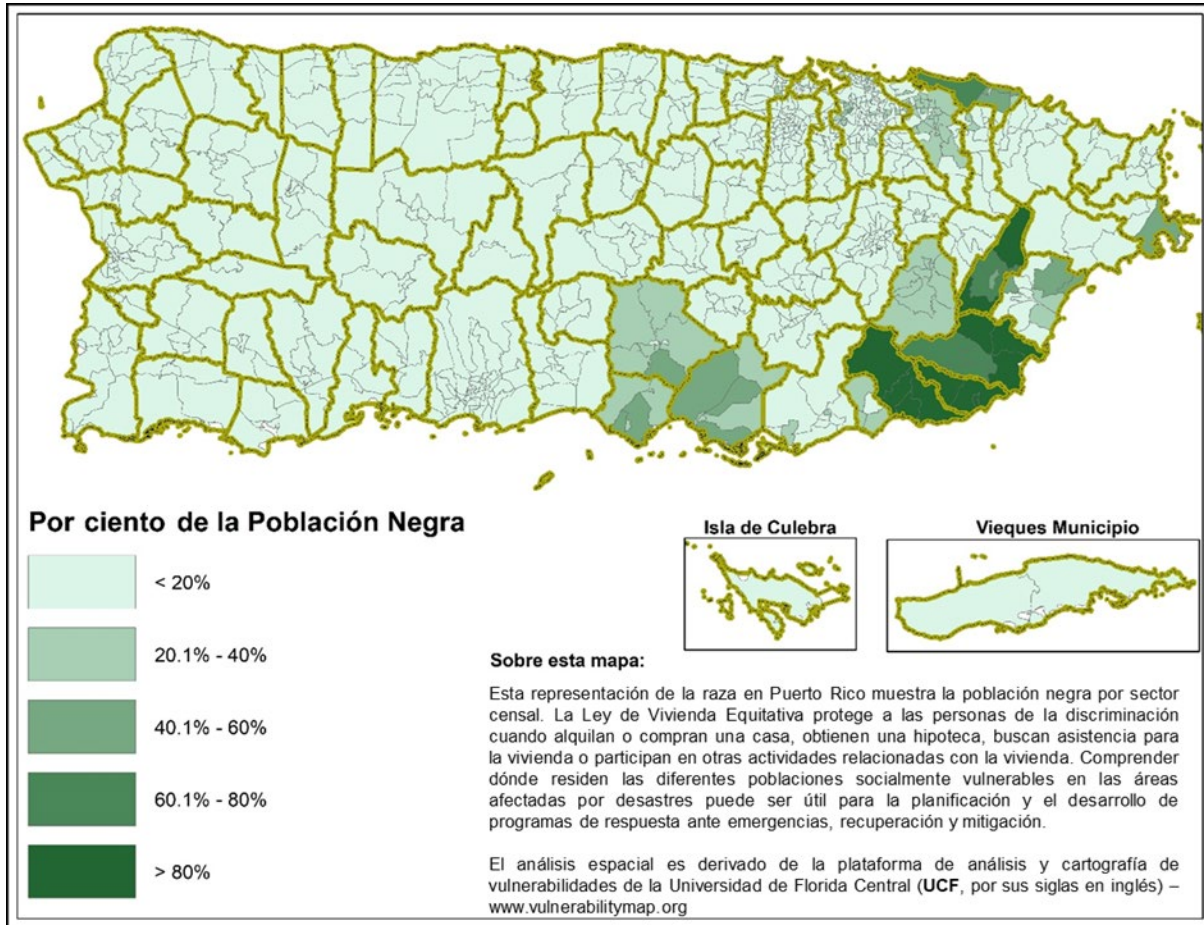 Por ciento de la Población Negra
< 20%
20.1% - 40%
40.1% - 60%
60.1% - 80%
> 80%
Isla de Culebra
Vieques Municipio
Sobre esta mapa:
Esta representación de la raza en Puerto Rico muestra la población negra por sector
censal. La Ley de Vivienda Equitativa protege a las personas de la discriminación
cuando alquilan o compran una casa, obtienen una hipoteca, buscan asistencia para
la vivienda o participan en otras actividades relacionadas con la vivienda. Comprender
dónde residen las diferentes poblaciones socialmente vulnerables en las áreas
afectadas por desastres puede ser útil para la planificación y el desarrollo de
programas de respuesta ante emergencias, recuperación y mitigación.
El análisis espacial es derivado de la plataforma de análisis y cartografía de
vulnerabilidades de la Universidad de Florida Central (UCF, por sus siglas en inglés) –
www.vulnerabilitymap.org